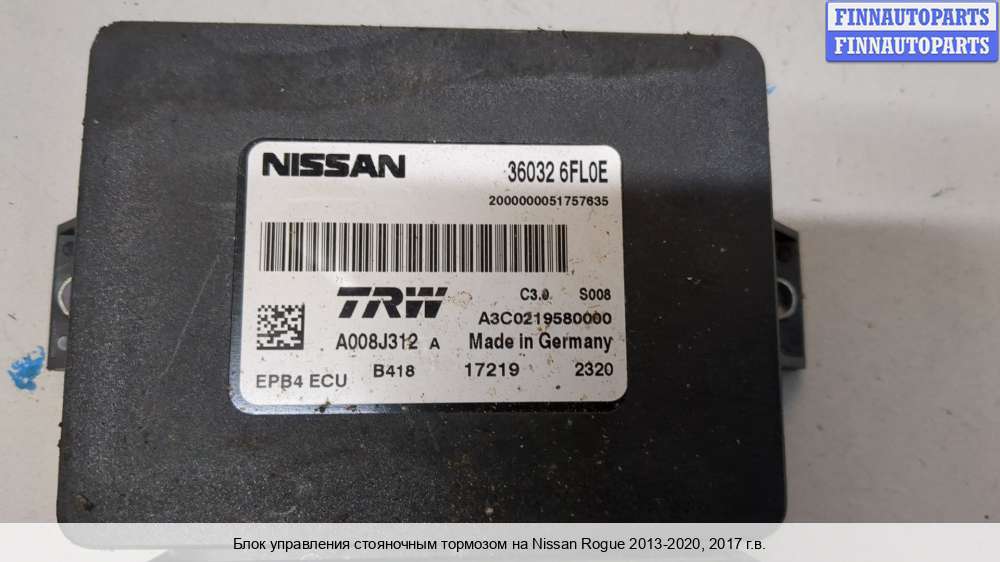 FINNAUTOPARTS
FINNAUTOPARTS
NISSAN 36032 6FL0E
2000000051757635
TRW C3.0 S008
A3C0219580000
A008J312 A Made in Germany
EPB4 ECU B418 17219 2320
Блок управления стояночным тормозом на Nissan Rogue 2013-2020, 2017 г.в.